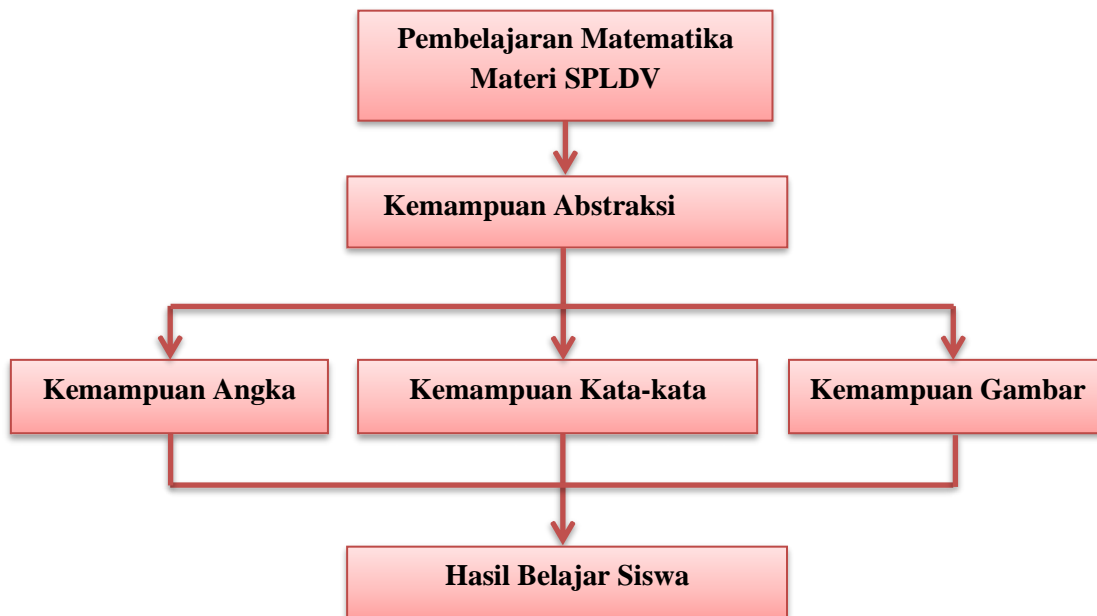 Pembelajaran Matematika
Materi SPLDV
Kemampuan Abstraksi
Kemampuan Angka
Kemampuan Kata-kata
Kemampuan Gambar
Hasil Belajar Siswa